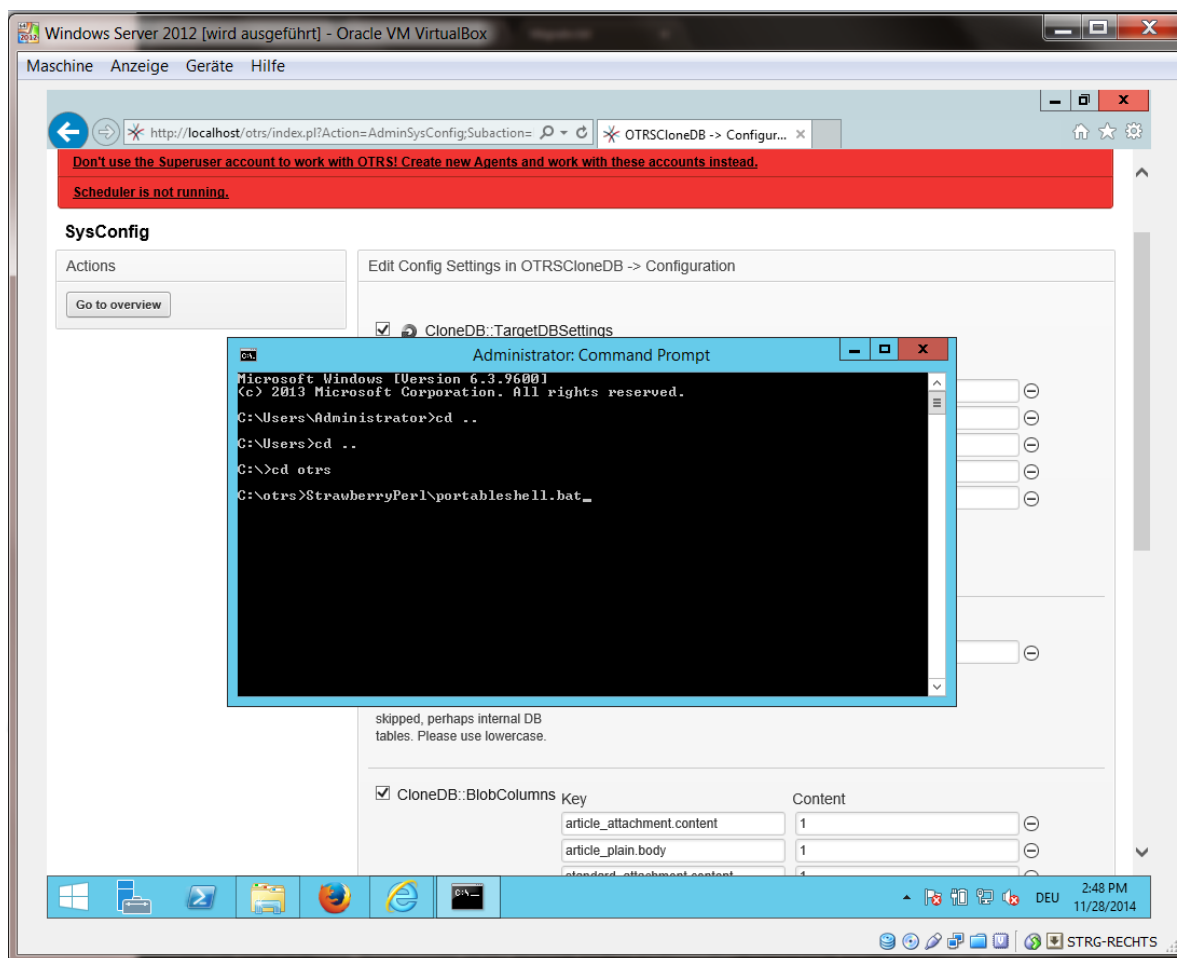 Windows Server 2012 [wird ausgeführt] - Oracle VM VirtualBox
Maschine Anzeige Geräte Hilfe
http://localhost/otrs/index.pl?Action=AdminSysConfig;Subaction=
OTRSCloneDB -> Configur...
Don't use the Superuser account to work with OTRS! Create new Agents and work with these accounts instead.
Scheduler is not running.
SysConfig
Actions
Go to overview
Edit Config Settings in OTRSCloneDB -> Configuration
CloneDB::TargetDBSettings
Administrator: Command Prompt
Microsoft Windows [Version 6.3.9600]
(c) 2013 Microsoft Corporation. All rights reserved.
C:\Users\Administrator>cd ..
C:\Users>cd ..
C:\>cd otrs
C:\otrs>StrawberryPerl\portableshell.bat_
skipped, perhaps internal DB
tables. Please use lowercase.
CloneDB::BlobColumns
Key Content
article_attachment.content 1
article_plain.body 1
standard_attachment.content 1
DEU
2:48 PM
11/28/2014
STRG-RECHTS